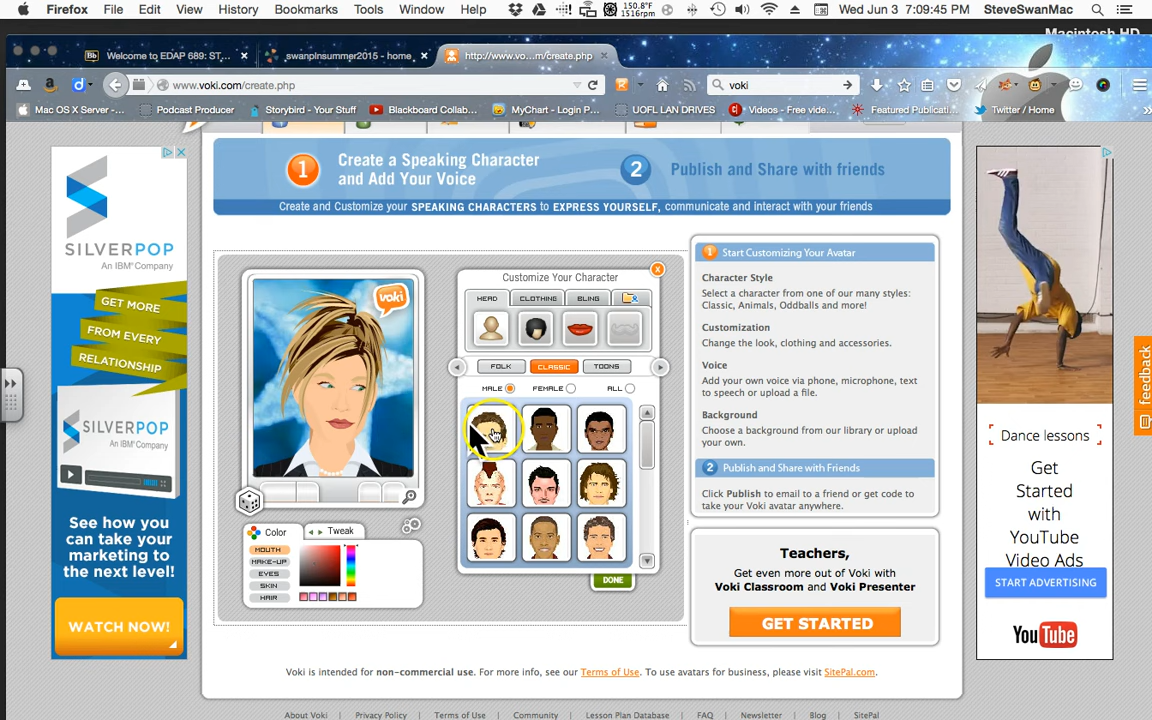 Firefox File Edit View History Bookmarks Tools Window Help 150.8°F 1516rpm Wed Jun 3 7:09:45 PM SteveSwanMac
Macintosh HD
Welcome to EDAP 689: ST... × swanplnsummer2015 - home × http://www.vo...m/create.php ×
www.voki.com/create.php voki
Mac OS X Server -... Podcast Producer Storybird - Your Stuff Blackboard Collab... MyChart - Login P... UOFL LAN DRIVES Videos - Free vide... Featured Publicati... Twitter / Home
1 Create a Speaking Character
and Add Your Voice
2 Publish and Share with friends
Create and Customize your SPEAKING CHARACTERS to EXPRESS YOURSELF, communicate and interact with your friends
SILVERPOP
An IBM Company
GET MORE
FROM EVERY
RELATIONSHIP
SILVERPOP
An IBM Company
See how you
can take your
marketing to
the next level!
WATCH NOW!
voki
Customize Your Character
HEAD CLOTHING BLING
FOLK CLASSIC TOONS
MALE FEMALE ALL
DONE
Color Tweak
MOUTH
MAKE-UP
EYES
SKIN
HAIR
1 Start Customizing Your Avatar
Character Style
Select a character from one of our many styles:
Classic, Animals, Oddballs and more!
Customization
Change the look, clothing and accessories.
Voice
Add your own voice via phone, microphone, text
to speech or upload a file.
Background
Choose a background from our library or upload
your own.
2 Publish and Share with Friends
Click Publish to email to a friend or get code to
take your Voki avatar anywhere.
Teachers,
Get even more out of Voki with
Voki Classroom and Voki Presenter
GET STARTED
Dance lessons
Get
Started
with
YouTube
Video Ads
START ADVERTISING
YouTube
feedback
Voki is intended for non-commercial use. For more info, see our Terms of Use. To use avatars for business, please visit SitePal.com.
About Voki | Privacy Policy | Terms of Use | Community | Lesson Plan Database | FAQ | Newsletter | Blog | SitePal